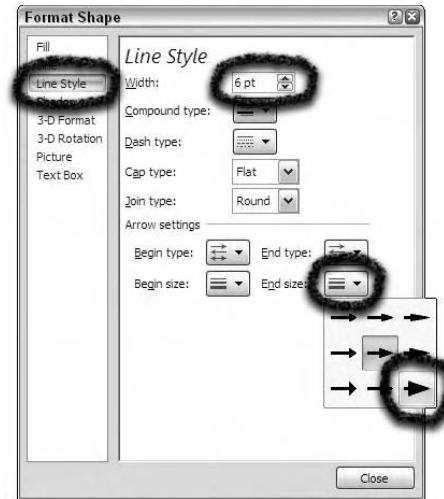 Format Shape
Fill
Line Style
Line Style
Width: 6 pt
Shadow
3-D Format
Compound type:
3-D Rotation
Dash type:
Picture
Text Box
Cap type: Flat
Join type: Round
Arrow settings
Begin type: End type:
Begin size: End size:
Close